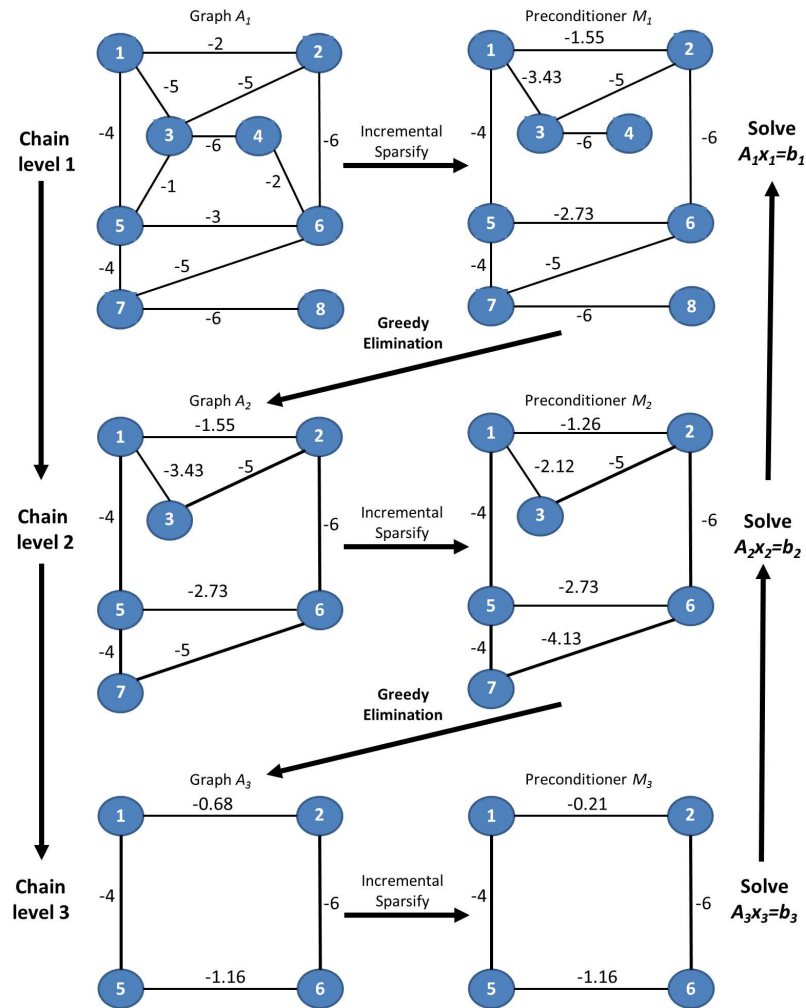 Graph A1
Preconditioner M1
1
-2
2
1
-1.55
2
-5
-5
-3.43
-5
Chain
level 1
-4
3
-6
4
-6
Incremental
Sparsify
-4
3
-6
4
-6
Solve
A1x1=b1
-1
-2
5
-3
6
5
-2.73
6
-4
-5
-4
-5
7
-6
8
7
-6
8
Greedy
Elimination
Graph A2
Preconditioner M2
1
-1.55
2
1
-1.26
2
-3.43
-5
-2.12
-5
Chain
level 2
-4
3
-6
Incremental
Sparsify
-4
3
-6
Solve
A2x2=b2
5
-2.73
6
5
-2.73
6
-4
-5
-4
-4.13
7
7
Greedy
Elimination
Graph A3
Preconditioner M3
1
-0.68
2
1
-0.21
2
Chain
level 3
-4
-6
Incremental
Sparsify
-4
-6
Solve
A3x3=b3
5
-1.16
6
5
-1.16
6